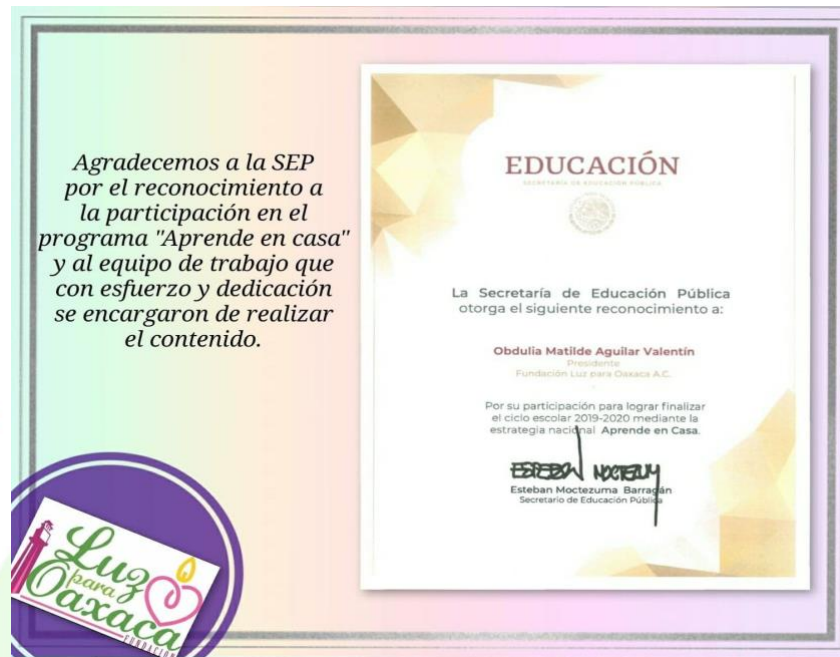 Agradecemos a la SEP
por el reconocimiento a
la participación en el
programa "Aprende en casa"
y al equipo de trabajo que
con esfuerzo y dedicación
se encargaron de realizar
el contenido.
EDUCACIÓN
SECRETARÍA DE EDUCACIÓN PÚBLICA
La Secretaría de Educación Pública
otorga el siguiente reconocimiento a:
Obdulia Matilde Aguilar Valentín
Presidente
Fundación Luz para Oaxaca A.C.
Por su participación para lograr finalizar
el ciclo escolar 2019-2020 mediante la
estrategia nacional Aprende en Casa.
Esteban Moctezuma Barragán
Secretario de Educación Pública
Luz
para
Oaxaca
FUNDACIÓN